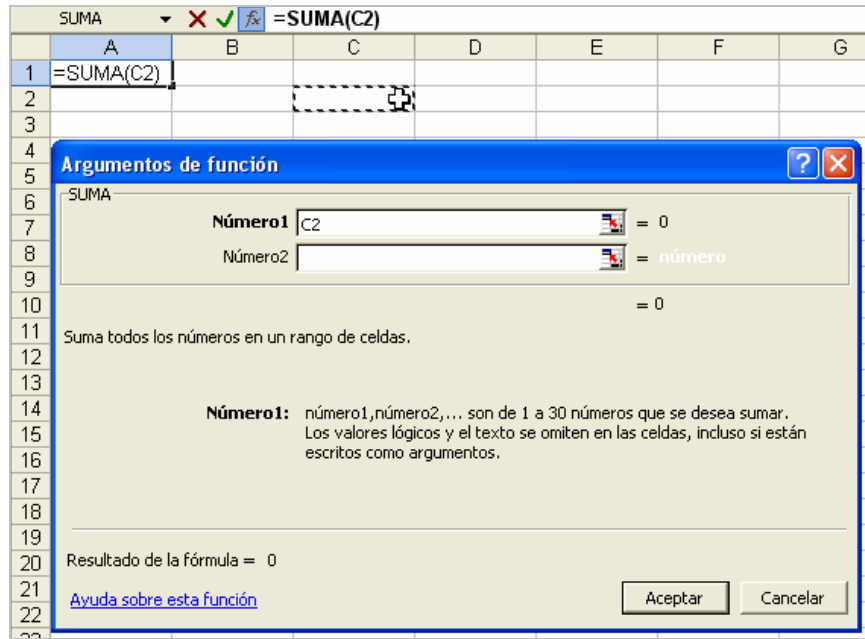 SUMA =SUMA(C2)
A B C D E F G
1 =SUMA(C2)
2
3
4
5
6
7
8
9
10
11
12
13
14
15
16
17
18
19
20
21
22
Argumentos de función
SUMA
Número1 C2 = 0
Número2 = número
= 0
Suma todos los números en un rango de celdas.
Número1: número1,número2,... son de 1 a 30 números que se desea sumar.
Los valores lógicos y el texto se omiten en las celdas, incluso si están
escritos como argumentos.
Resultado de la fórmula = 0
Ayuda sobre esta función
Aceptar Cancelar